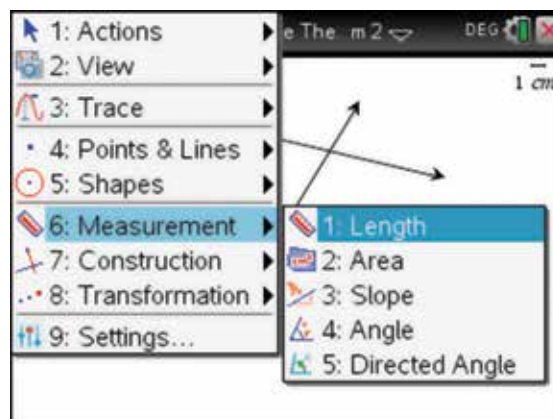 1: Actions
2: View
3: Trace
4: Points & Lines
5: Shapes
6: Measurement
7: Construction
8: Transformation
9: Settings...
e The m 2
DEG
1 cm
1: Length
2: Area
3: Slope
4: Angle
5: Directed Angle